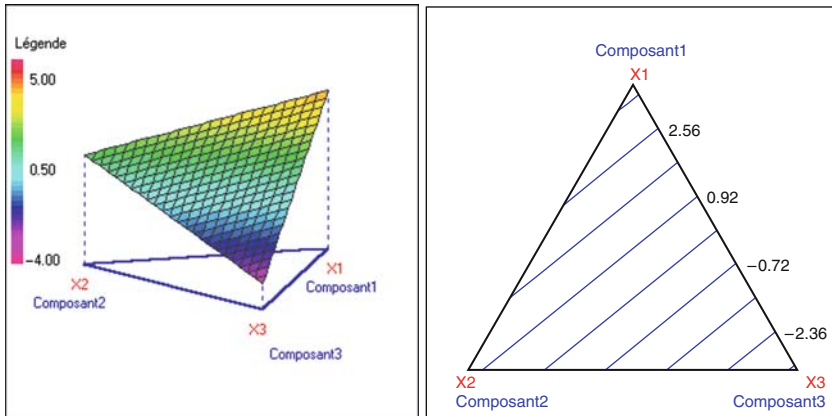 Légende
5.00
0.50
−4.00
X2
Composant2
X1
Composant1
X3
Composant3
Composant1
X1
2.56
0.92
−0.72
−2.36
X2
X3
Composant2
Composant3